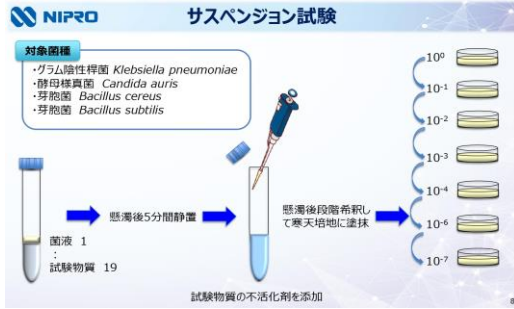 NIPRO
サスペンジョン試験
対象菌種
・グラム陰性桿菌 Klebsiella pneumoniae
・酵母様真菌 Candida auris
・芽胞菌 Bacillus cereus
・芽胞菌 Bacillus subtilis
菌液 1
:
試験物質 19
懸濁後5分間静置
試験物質の不活化剤を添加
懸濁後段階希釈し
て寒天培地に塗抹
10⁰
10⁻¹
10⁻²
10⁻³
10⁻⁴
10⁻⁶
10⁻⁷
8